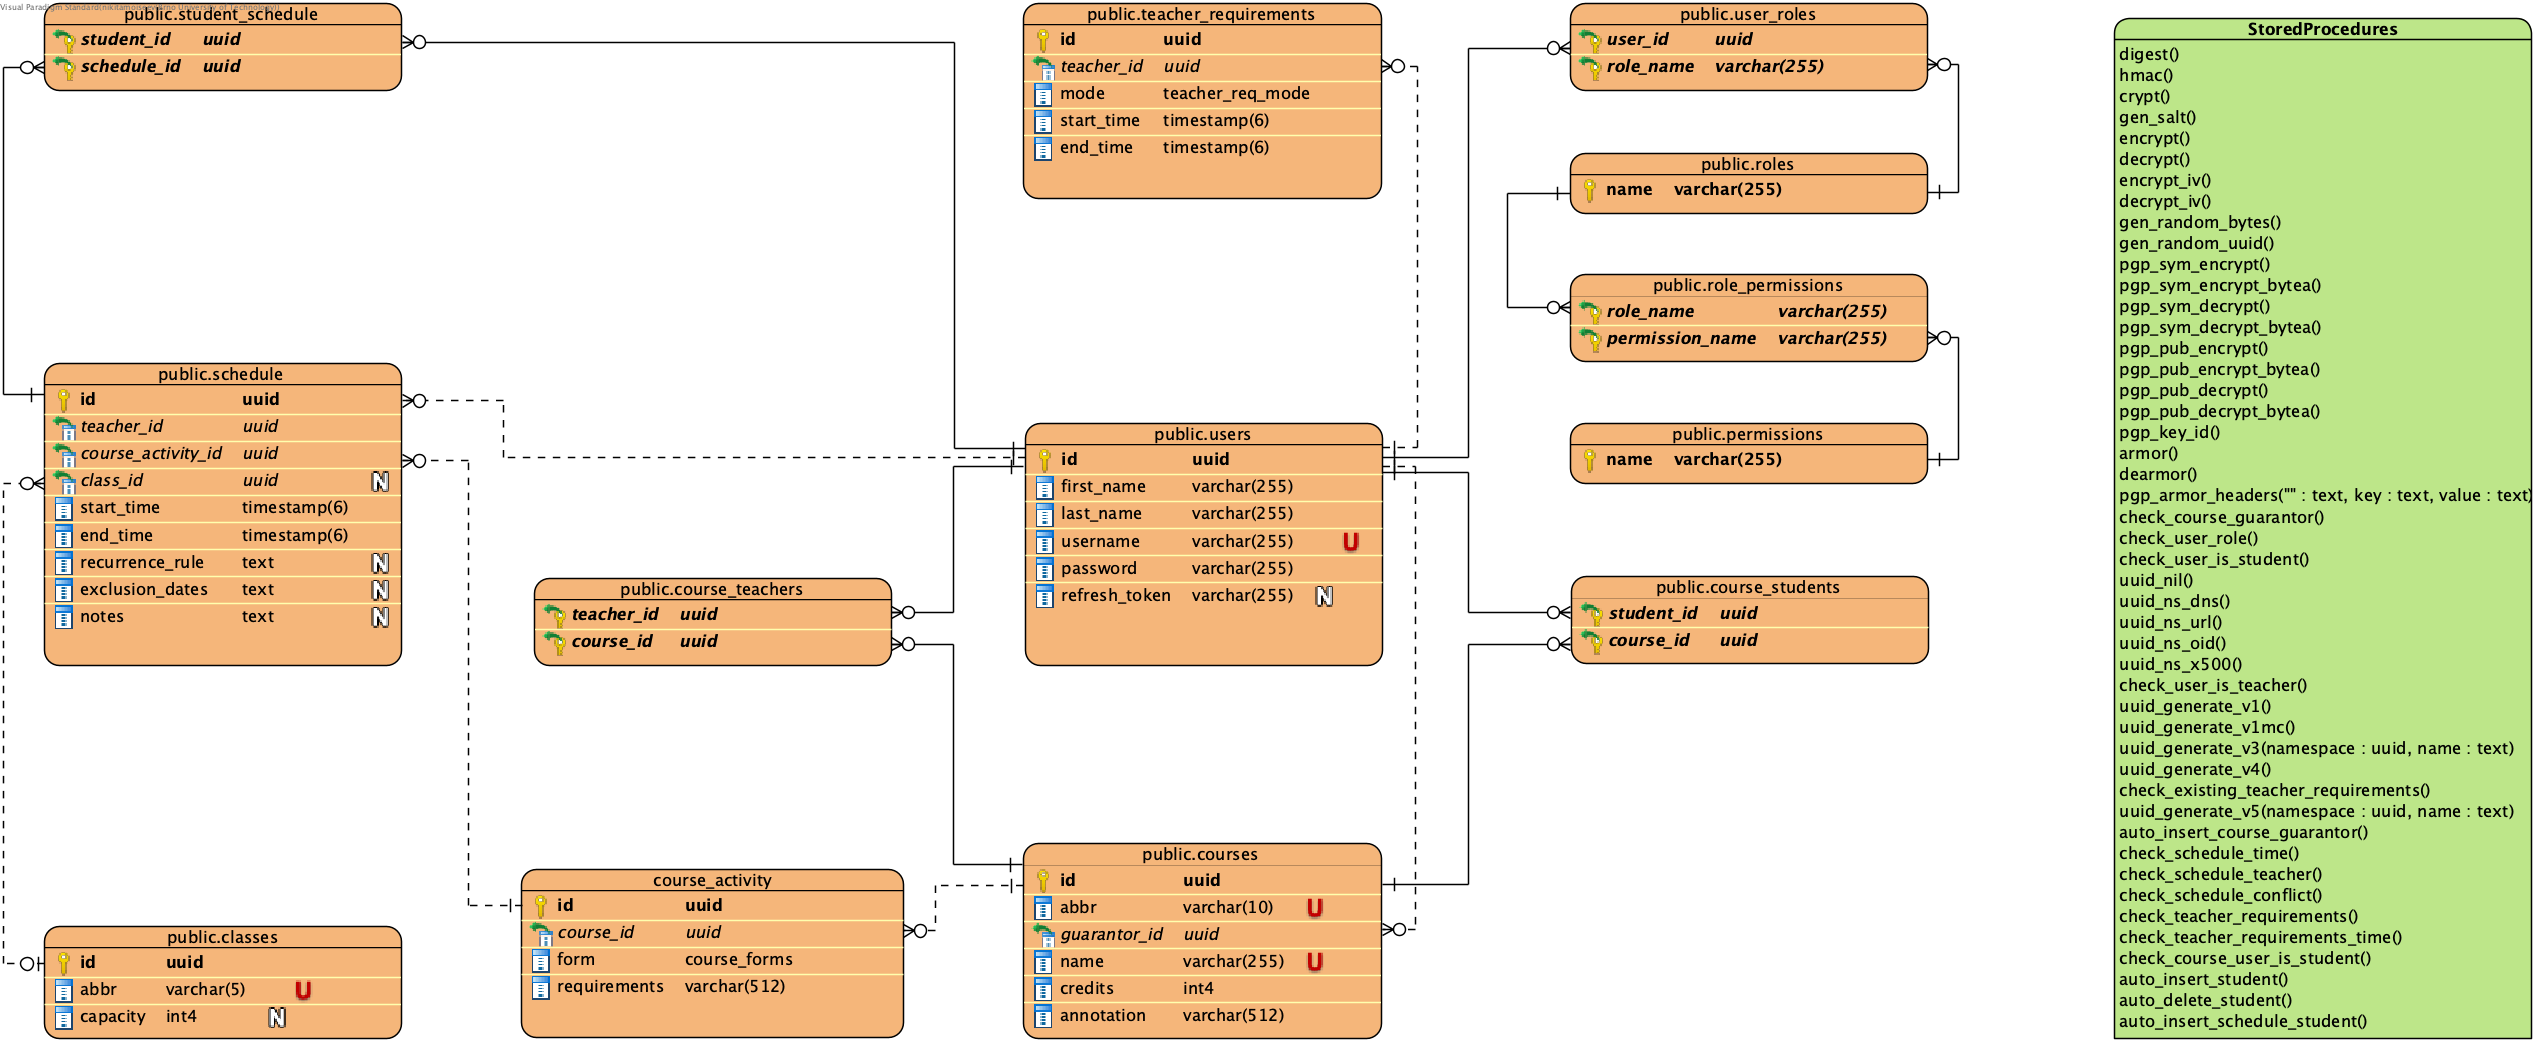 Visual Paradigm Standard(nikitamoiseev(Brno University of Technology))
public.student_schedule
student_id uuid
schedule_id uuid
public.teacher_requirements
id uuid
teacher_id uuid
mode teacher_req_mode
start_time timestamp(6)
end_time timestamp(6)
public.user_roles
user_id uuid
role_name varchar(255)
public.roles
name varchar(255)
public.role_permissions
role_name varchar(255)
permission_name varchar(255)
public.permissions
name varchar(255)
public.schedule
id uuid
teacher_id uuid
course_activity_id uuid
class_id uuid N
start_time timestamp(6)
end_time timestamp(6)
recurrence_rule text N
exclusion_dates text N
notes text N
public.users
id uuid
first_name varchar(255)
last_name varchar(255)
username varchar(255) U
password varchar(255)
refresh_token varchar(255) N
public.course_teachers
teacher_id uuid
course_id uuid
public.course_students
student_id uuid
course_id uuid
public.classes
id uuid
abbr varchar(5) U
capacity int4 N
course_activity
id uuid
course_id uuid
form course_forms
requirements varchar(512)
public.courses
id uuid
abbr varchar(10) U
guarantor_id uuid
name varchar(255) U
credits int4
annotation varchar(512)
StoredProcedures
digest()
hmac()
crypt()
gen_salt()
encrypt()
decrypt()
encrypt_iv()
decrypt_iv()
gen_random_bytes()
gen_random_uuid()
pgp_sym_encrypt()
pgp_sym_encrypt_bytea()
pgp_sym_decrypt()
pgp_sym_decrypt_bytea()
pgp_pub_encrypt()
pgp_pub_encrypt_bytea()
pgp_pub_decrypt()
pgp_pub_decrypt_bytea()
pgp_key_id()
armor()
dearmor()
pgp_armor_headers("" : text, key : text, value : text)
check_course_guarantor()
check_user_role()
check_user_is_student()
uuid_nil()
uuid_ns_dns()
uuid_ns_url()
uuid_ns_oid()
uuid_ns_x500()
check_user_is_teacher()
uuid_generate_v1()
uuid_generate_v1mc()
uuid_generate_v3(namespace : uuid, name : text)
uuid_generate_v4()
check_existing_teacher_requirements()
uuid_generate_v5(namespace : uuid, name : text)
auto_insert_course_guarantor()
check_schedule_time()
check_schedule_teacher()
check_schedule_conflict()
check_teacher_requirements()
check_teacher_requirements_time()
check_course_user_is_student()
auto_insert_student()
auto_delete_student()
auto_insert_schedule_student()